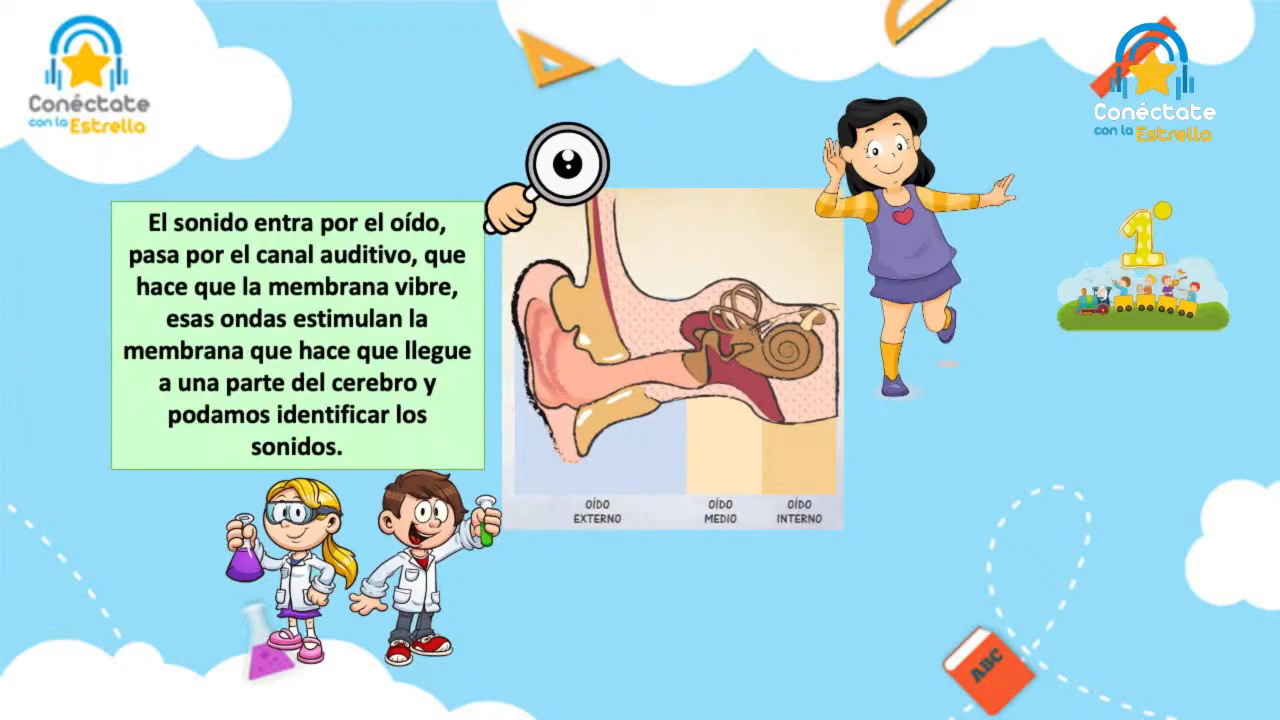 Conéctate
con la Estrella
Conéctate
con la Estrella
El sonido entra por el oído,
pasa por el canal auditivo, que
hace que la membrana vibre,
esas ondas estimulan la
membrana que hace que llegue
a una parte del cerebro y
podamos identificar los
sonidos.
1°
OÍDO
EXTERNO
OÍDO
MEDIO
OÍDO
INTERNO
ABC